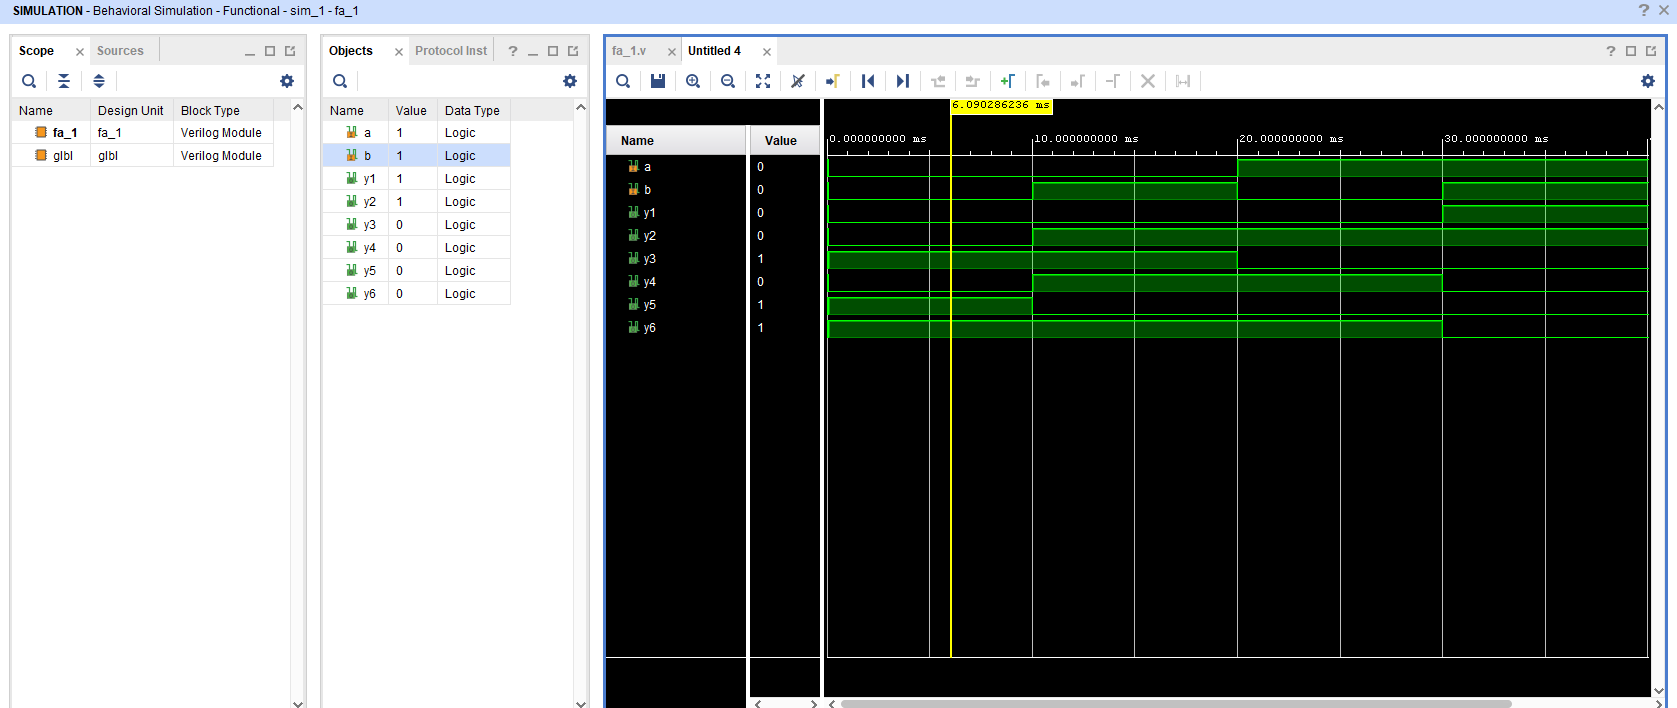 SIMULATION - Behavioral Simulation - Functional - sim_1 - fa_1
?
Scope Sources
Name Design Unit Block Type
fa_1 fa_1 Verilog Module
glbl glbl Verilog Module
Objects Protocol Inst ?
Name Value Data Type
a 1 Logic
b 1 Logic
y1 1 Logic
y2 1 Logic
y3 0 Logic
y4 0 Logic
y5 0 Logic
y6 0 Logic
fa_1.v Untitled 4 ?
6.090286236 ms
0.000000000 ms 10.000000000 ms 20.000000000 ms 30.000000000 ms
Name Value
a 0
b 0
y1 0
y2 0
y3 1
y4 0
y5 1
y6 1